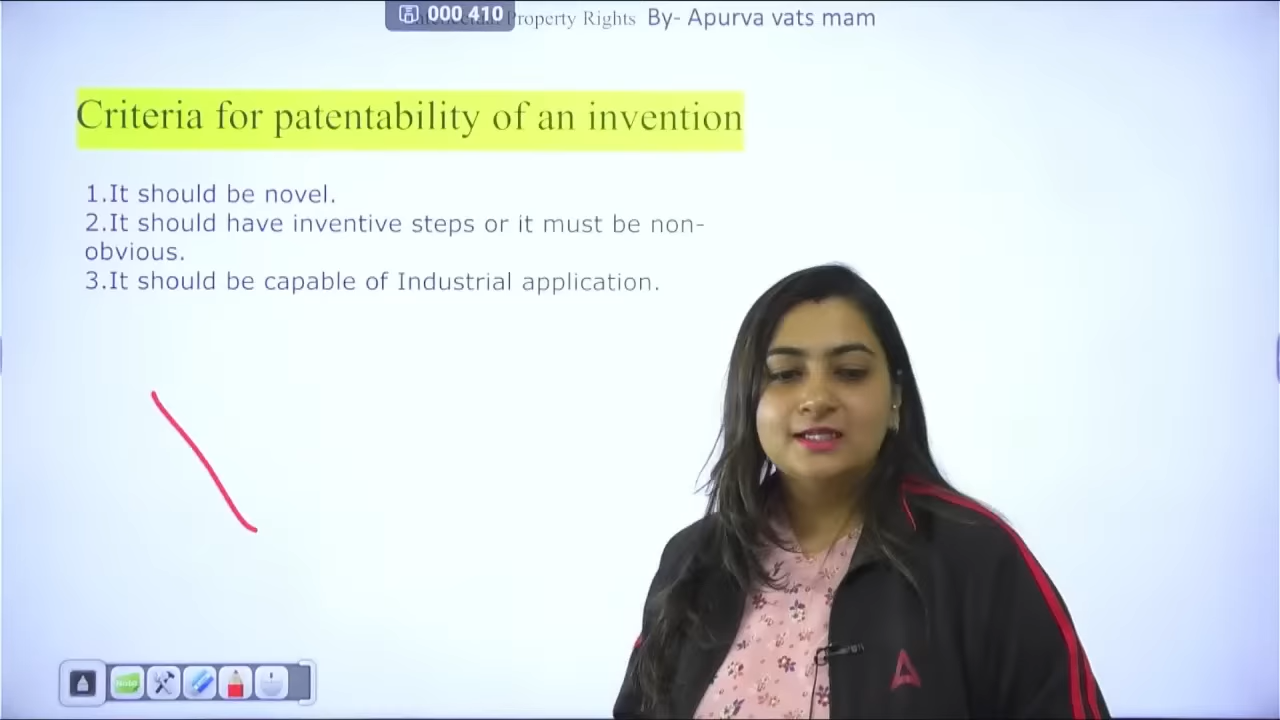 000 410
Property Rights By- Apurva vats mam
Criteria for patentability of an invention
1.It should be novel.
2.It should have inventive steps or it must be non-
obvious.
3.It should be capable of Industrial application.